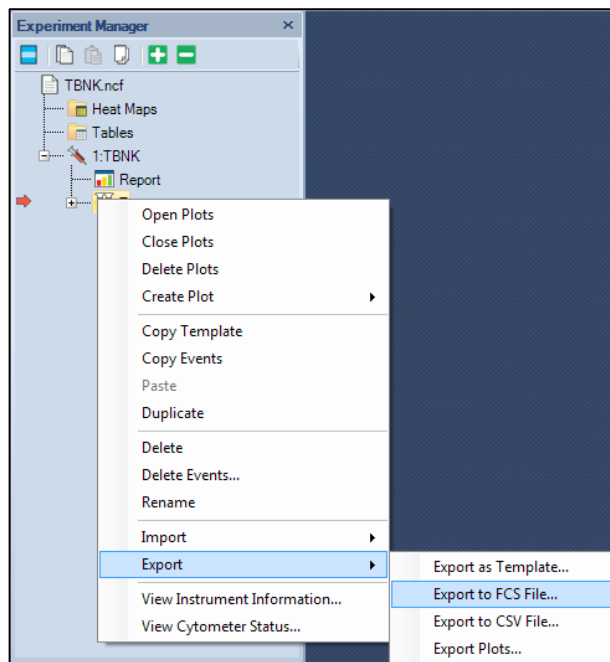 Experiment Manager
TBNK.ncf
Heat Maps
Tables
1:TBNK
Report
Open Plots
Close Plots
Delete Plots
Create Plot
Copy Template
Copy Events
Paste
Duplicate
Delete
Delete Events...
Rename
Import
Export
View Instrument Information...
View Cytometer Status...
Export as Template...
Export to FCS File...
Export to CSV File...
Export Plots...